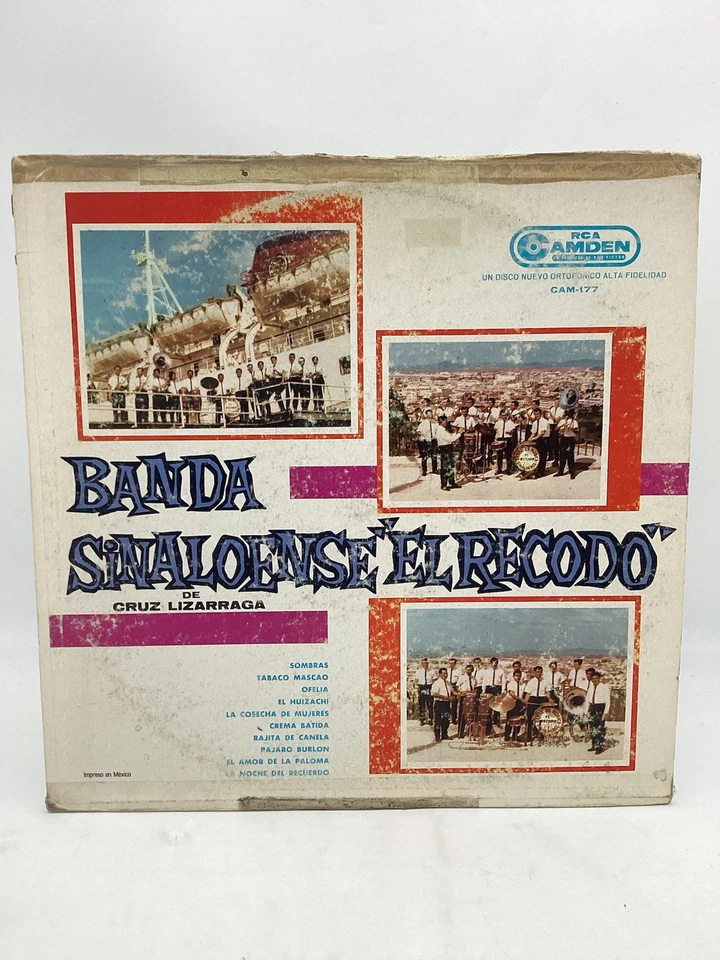 RCA
CAMDEN
UN DISCO NUEVO ORTOFONICO ALTA FIDELIDAD
CAM-177
BANDA
SiNALOENSE "EL RECODO"
DE
CRUZ LIZARRAGA
SOMBRAS
TABACO MASCAO
OFELIA
EL HUIZACHI
LA COSECHA DE MUJERES
CREMA BATIDA
RAJITA DE CANELA
PAJARO BURLON
EL AMOR DE LA PALOMA
LA NOCHE DEL RECUERDO
Impreso en México